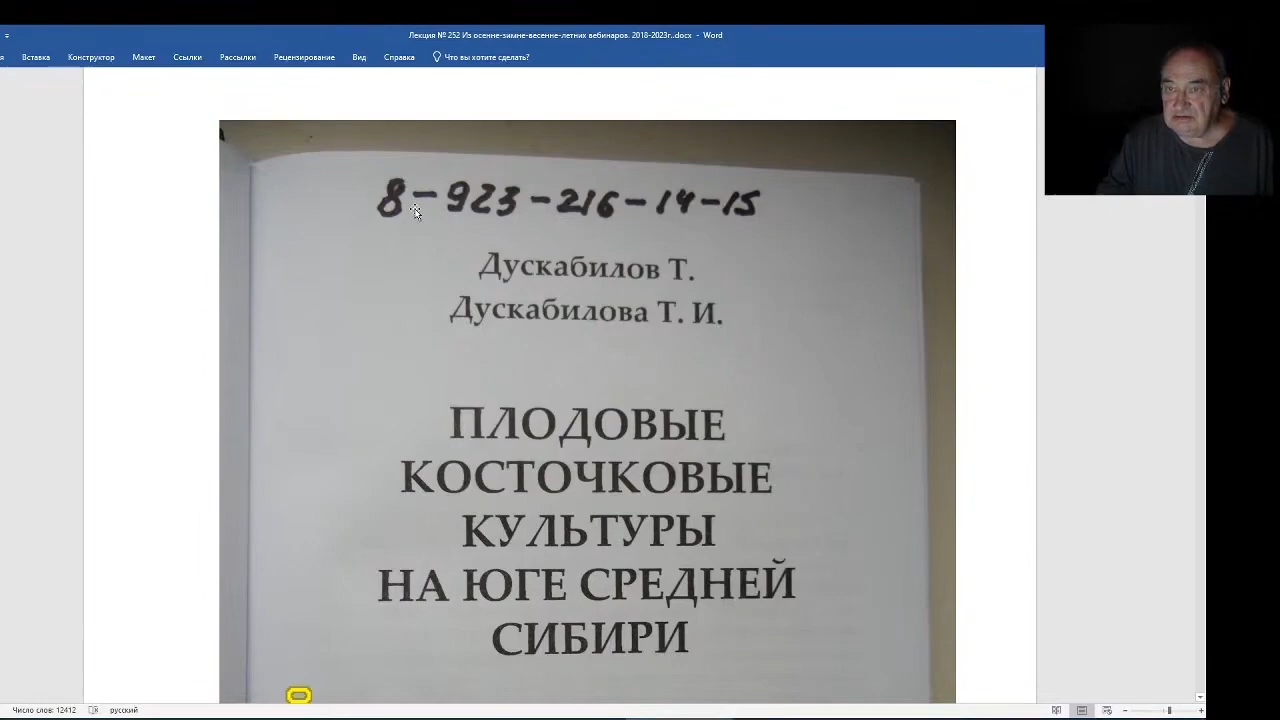 Лекция № 252 Из осенне-зимне-весенне-летних вебинаров. 2018-2023г..docx - Word
Вставка Конструктор Макет Ссылки Рассылки Рецензирование Вид Справка Что вы хотите сделать?
8-923-216-14-15
Дускабилов Т.
Дускабилова Т. И.
ПЛОДОВЫЕ
КОСТОЧКОВЫЕ
КУЛЬТУРЫ
НА ЮГЕ СРЕДНЕЙ
СИБИРИ
Число слов: 12412 русский